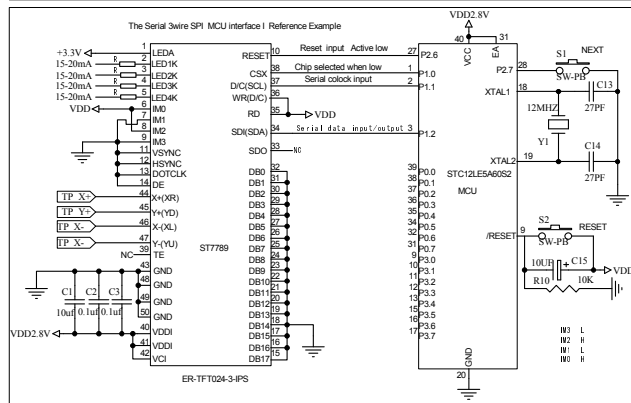 The Serial 3wire SPI MCU interface I Reference Example
VDD2.8V
+3.3V 1 LEDA
15-20mA R 2 LED1K
15-20mA R 3 LED2K
15-20mA R 4 LED3K
15-20mA R 5 LED4K
VDD 6 IM0
7 IM1
8 IM2
9 IM3
11 VSYNC
12 HSYNC
13 DOTCLK
14 DE
TP X+ 44 X+(XR)
TP Y+ 45 Y+(YD)
TP X- 46 X-(XL)
TP X- 47 Y-(YU)
NC 39 TE
43 GND
48 GND
49 GND
50 GND
C1 C2 C3
10uf 0.1uf 0.1uf
VDD2.8V 40 VDDI
41 VDDI
42 VCI
ST7789
RESET 10 Reset input Active low 27 P2.6
CSX 38 Chip selected when low 1 P1.0
D/C(SCL) 37 Serial colock input 2 P1.1
WR(D/C) 36
RD 35 VDD
SDI(SDA) 34 Serial data input/output 3 P1.2
SDO 33 NC
DB0 32
DB1 31
DB2 30
DB3 29
DB4 28
DB5 27
DB6 26
DB7 25
DB8 24
DB9 23
DB10 22
DB11 21
DB12 20
DB13 19
DB14 18
DB15 17
DB16 16
DB17 15
ER-TFT024-3-IPS
40 31
VCC EA
39 P0.0
38 P0.1
37 P0.2
36 P0.3
35 P0.4
34 P0.5
32 P0.6
31 P0.7
9 P3.0
10 P3.1
11 P3.2
12 P3.3
13 P3.4
15 P3.5
16 P3.6
17 P3.7
STC12LE5A60S2
MCU
GND
20
P2.7 28
S1 NEXT
SW-PB
XTAL1 18
C13
27PF
12MHZ
Y1
C14
27PF
XTAL2 19
/RESET 9
S2 RESET
SW-PB
10UF + C15
VDD
R10 10K
IM3 L
IM2 H
IM1 L
IM0 H